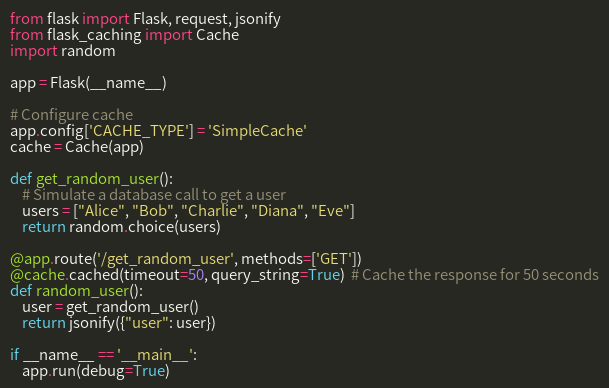 from flask import Flask, request, jsonify
from flask_caching import Cache
import random

app = Flask(__name__)

# Configure cache
app.config['CACHE_TYPE'] = 'SimpleCache'
cache = Cache(app)

def get_random_user():
    # Simulate a database call to get a user
    users = ["Alice", "Bob", "Charlie", "Diana", "Eve"]
    return random.choice(users)

@app.route('/get_random_user', methods=['GET'])
@cache.cached(timeout=50, query_string=True)  # Cache the response for 50 seconds
def random_user():
    user = get_random_user()
    return jsonify({"user": user})

if __name__ == '__main__':
    app.run(debug=True)